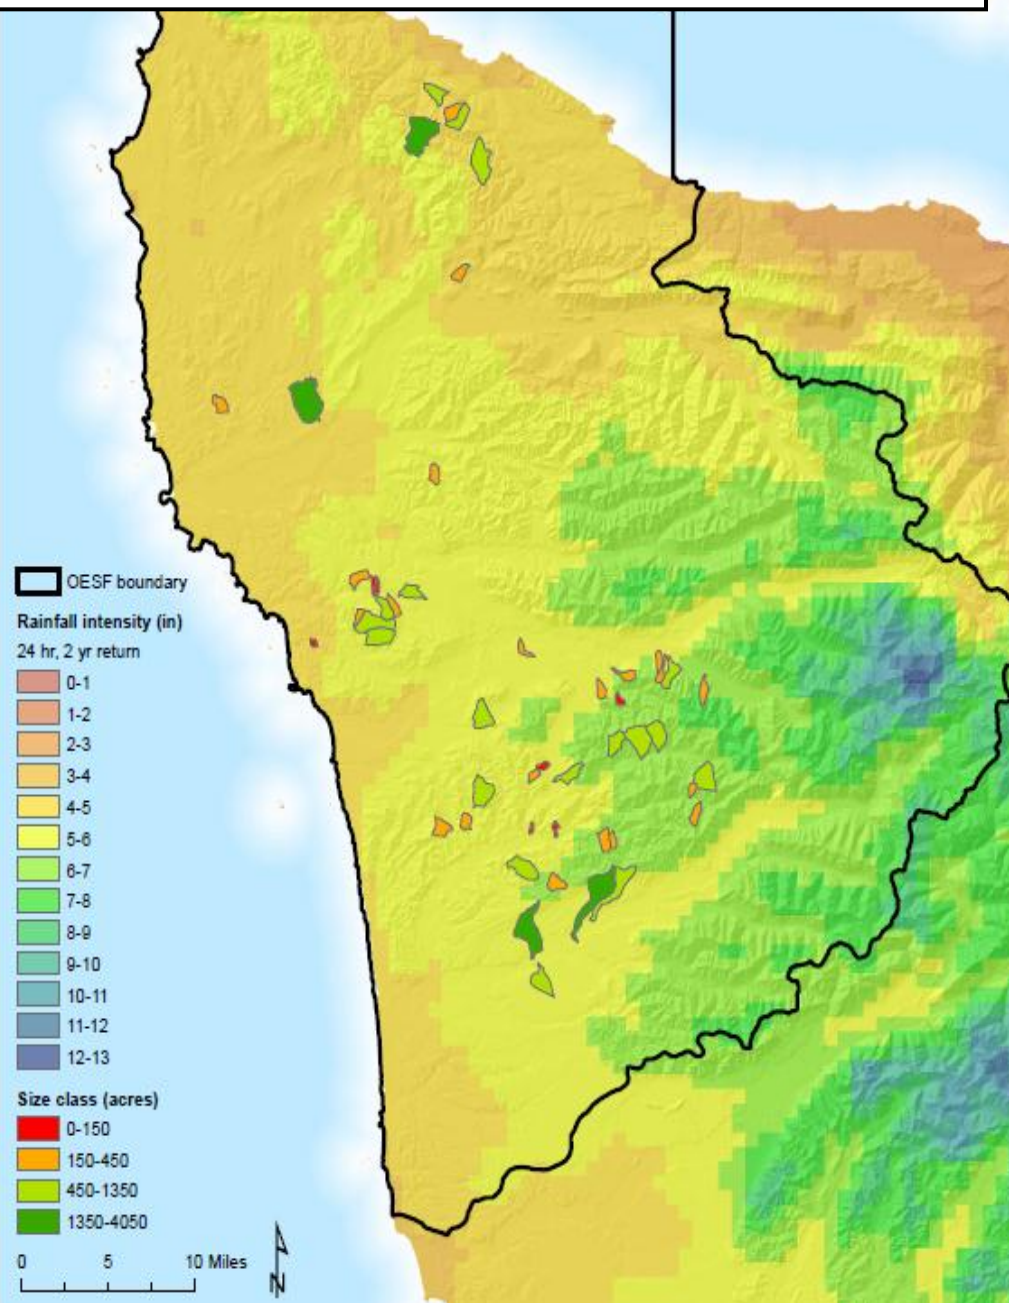 OESF boundary
Rainfall intensity (in)
24 hr, 2 yr return
0-1
1-2
2-3
3-4
4-5
5-6
6-7
7-8
8-9
9-10
10-11
11-12
12-13
Size class (acres)
0-150
150-450
450-1350
1350-4050
0 5 10 Miles
N